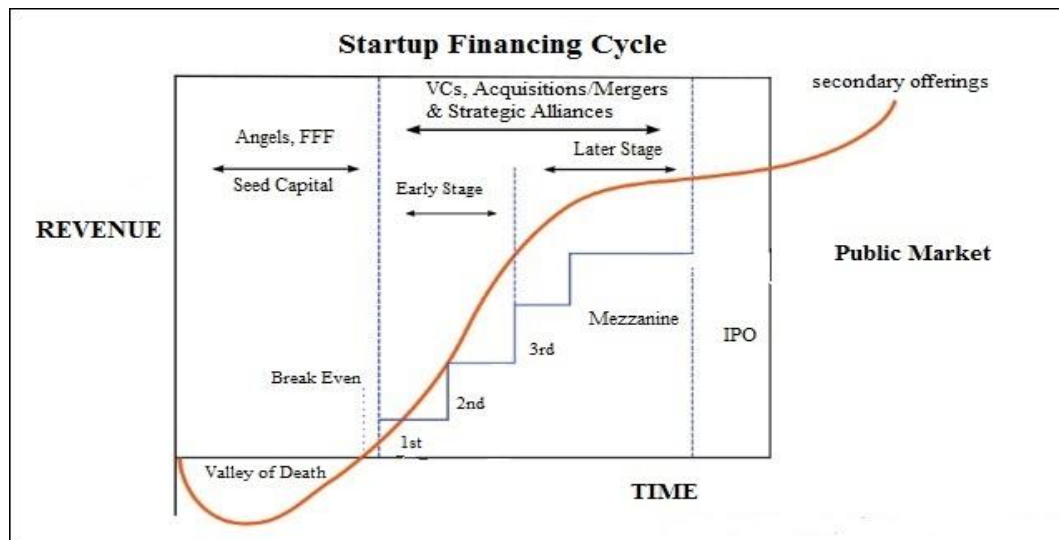 Startup Financing Cycle
VCs, Acquisitions/Mergers
& Strategic Alliances
secondary offerings
Angels, FFF
Later Stage
Seed Capital
Early Stage
REVENUE
Public Market
Mezzanine
IPO
3rd
Break Even
2nd
1st
Valley of Death
TIME